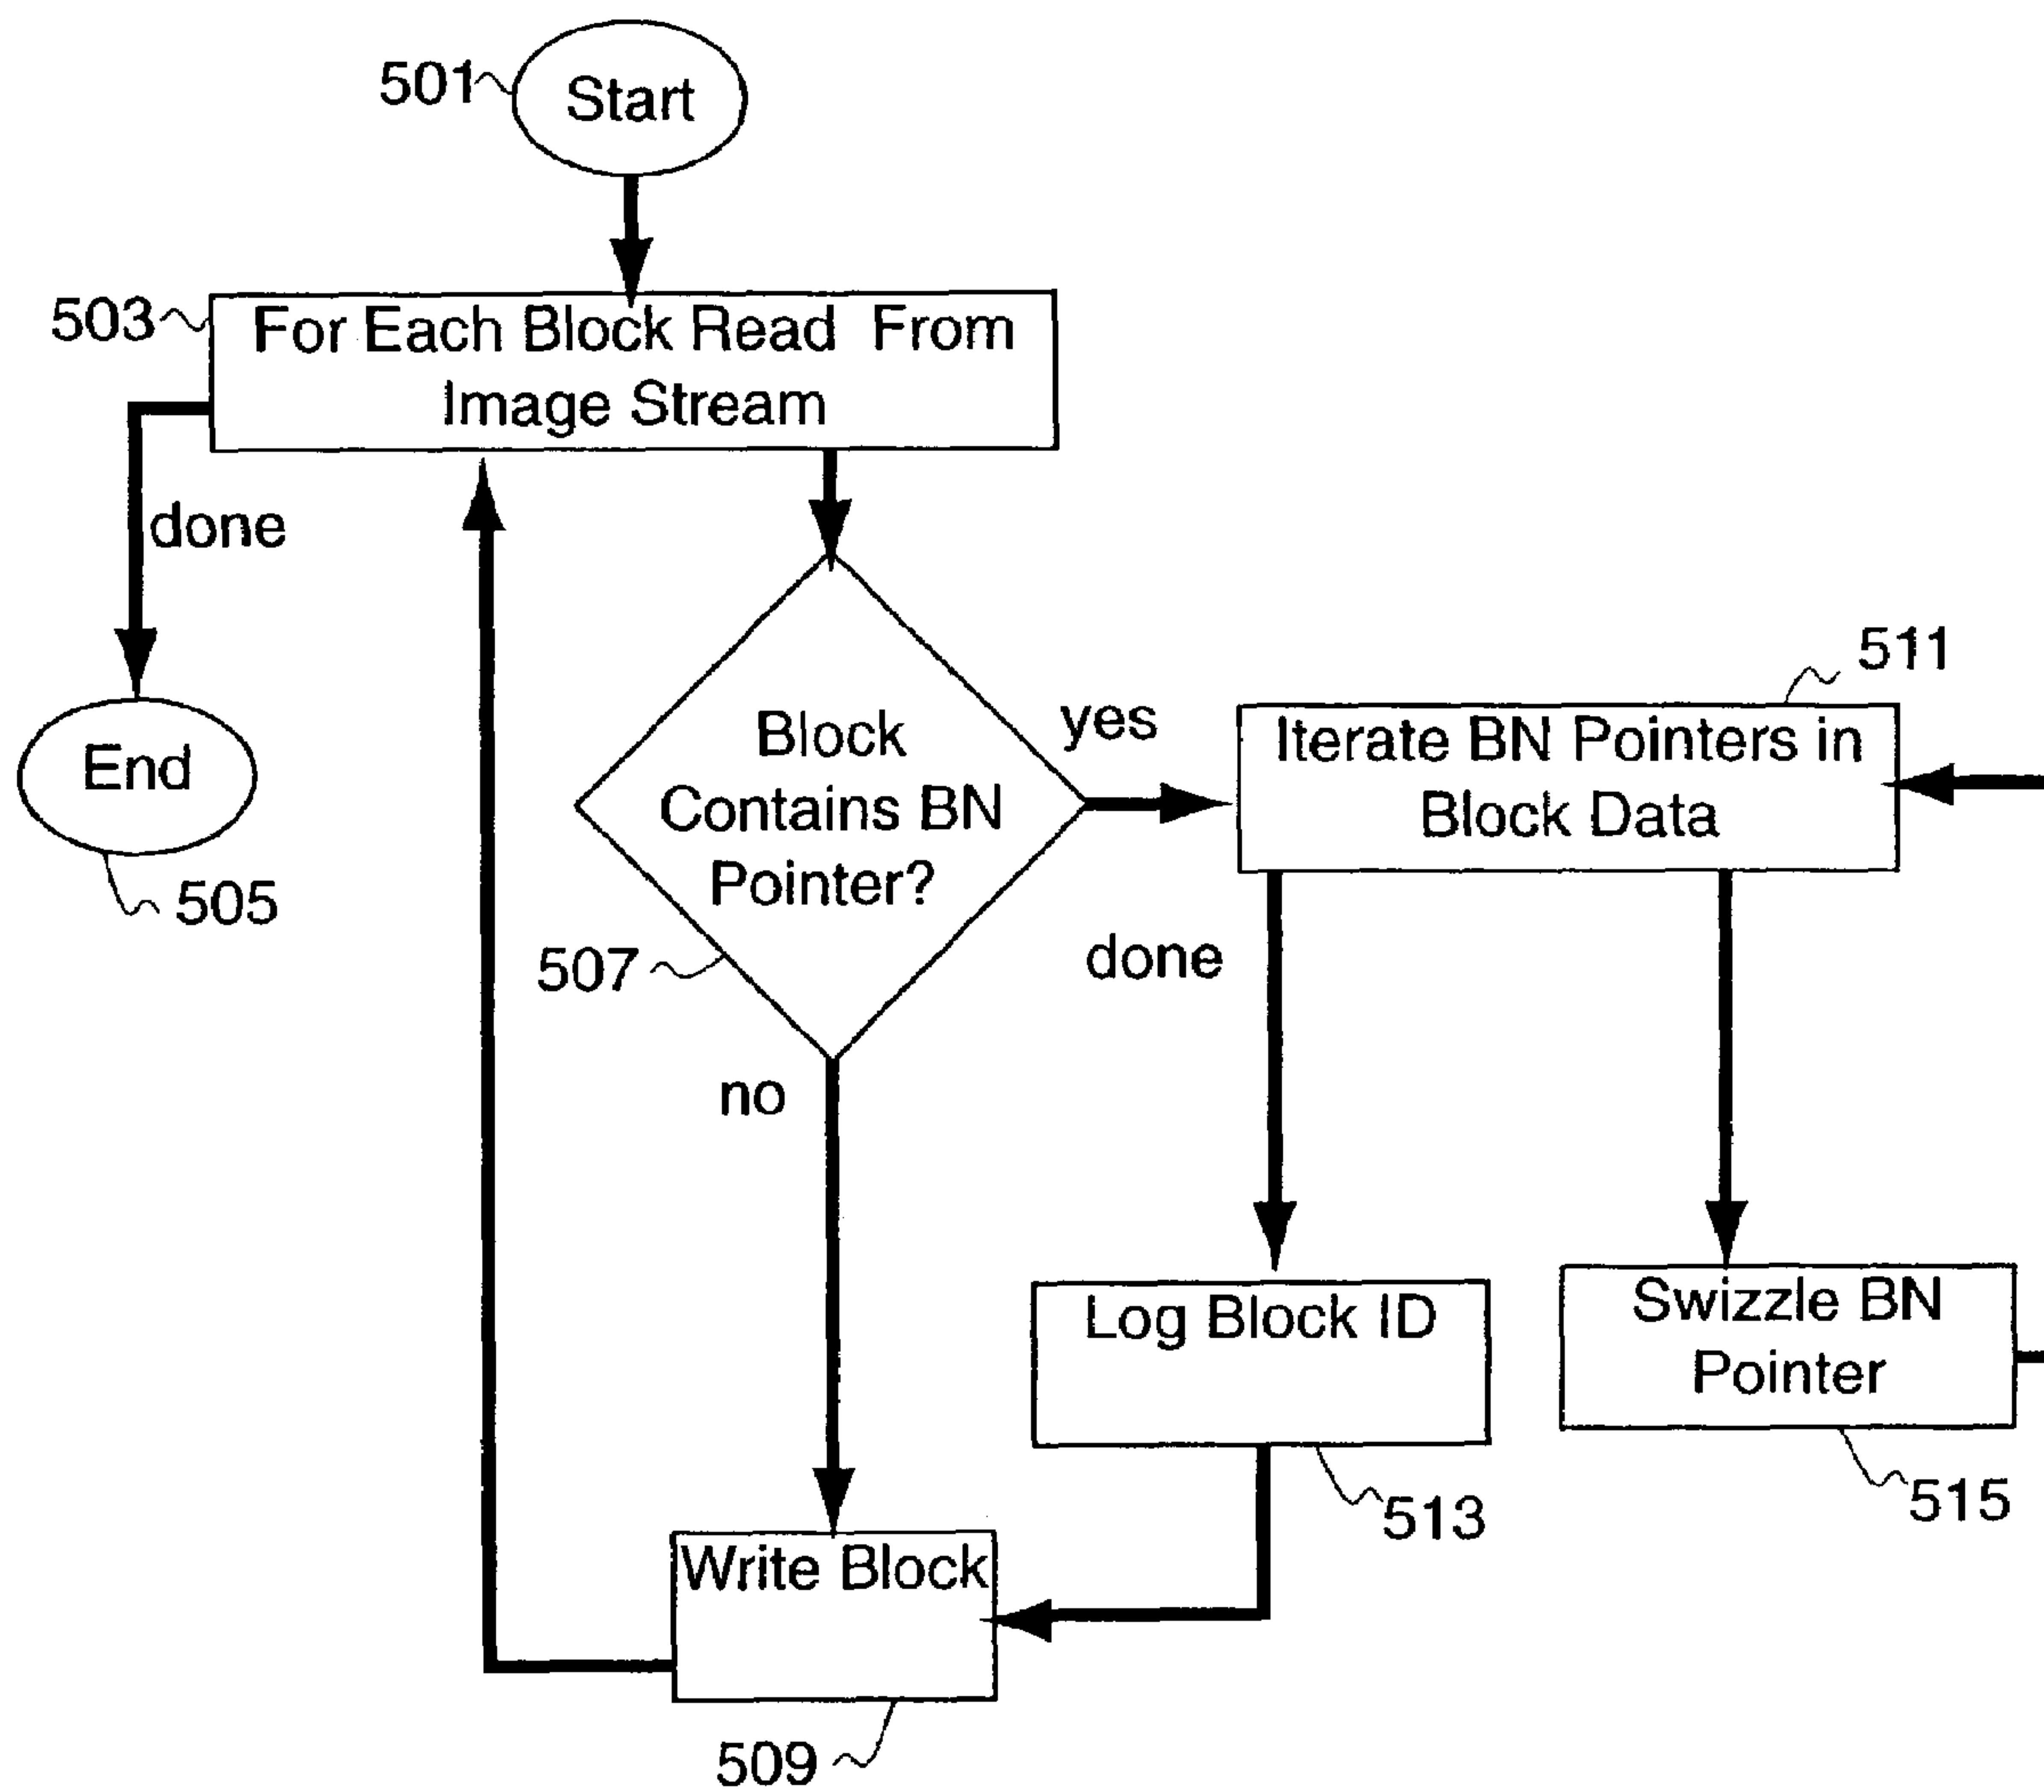 501
Start
503
For Each Block Read From
Image Stream
done
End
505
Block
Contains BN
Pointer?
507
yes
no
511
Iterate BN Pointers in
Block Data
done
Log Block ID
513
Swizzle BN
Pointer
515
Write Block
509